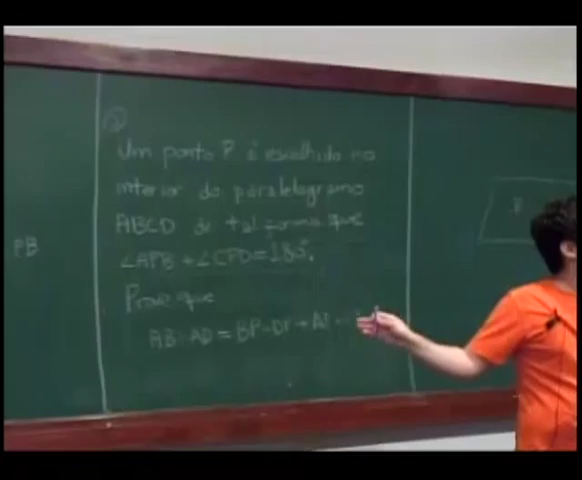 PB
②
Um ponto P é escolhido no
interior do paralelogramo
ABCD de tal forma que
∠APB + ∠CPD = 180°.
Prove que
AB · AD = BP · DP + AP
P